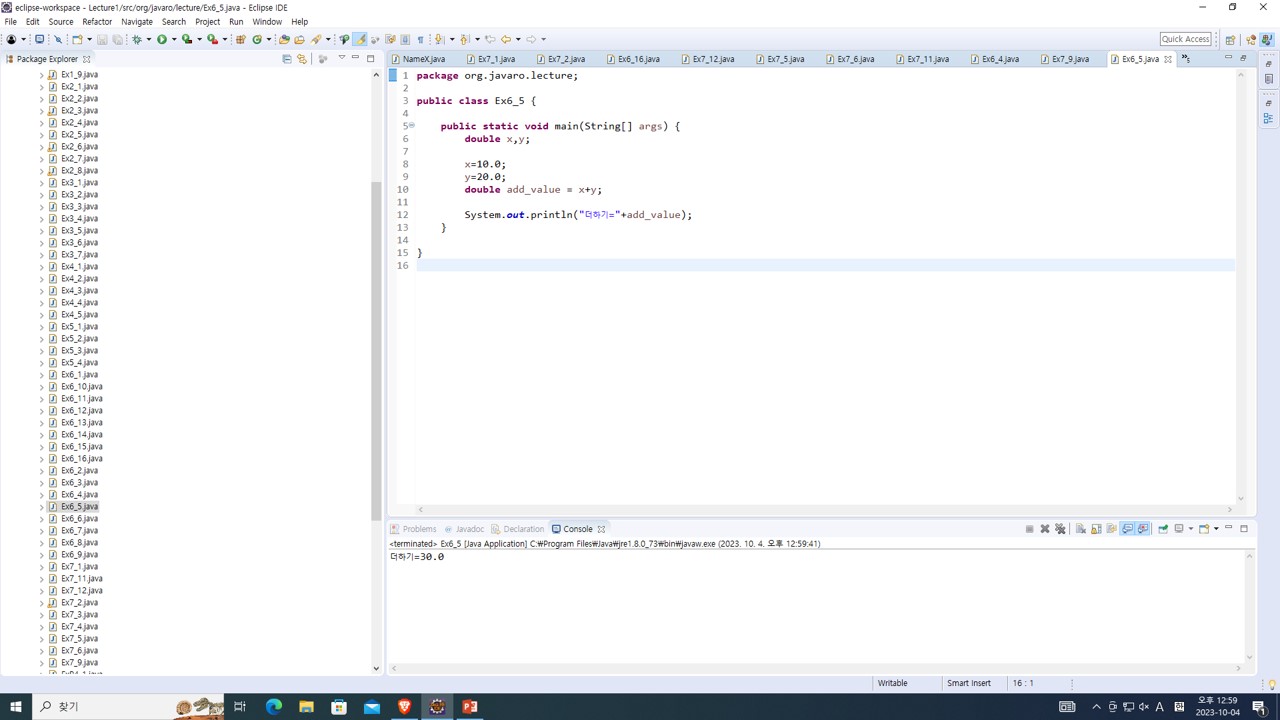 eclipse-workspace - Lecture1/src/org/javaro/lecture/Ex6_5.java - Eclipse IDE
File Edit Source Refactor Navigate Search Project Run Window Help
Quick Access
Package Explorer
Ex1_9.java
Ex2_1.java
Ex2_2.java
Ex2_3.java
Ex2_4.java
Ex2_5.java
Ex2_6.java
Ex2_7.java
Ex2_8.java
Ex3_1.java
Ex3_2.java
Ex3_3.java
Ex3_4.java
Ex3_5.java
Ex3_6.java
Ex3_7.java
Ex4_1.java
Ex4_2.java
Ex4_3.java
Ex4_4.java
Ex4_5.java
Ex5_1.java
Ex5_2.java
Ex5_3.java
Ex5_4.java
Ex6_1.java
Ex6_10.java
Ex6_11.java
Ex6_12.java
Ex6_13.java
Ex6_14.java
Ex6_15.java
Ex6_16.java
Ex6_2.java
Ex6_3.java
Ex6_4.java
Ex6_5.java
Ex6_6.java
Ex6_7.java
Ex6_8.java
Ex6_9.java
Ex7_1.java
Ex7_11.java
Ex7_12.java
Ex7_2.java
Ex7_3.java
Ex7_4.java
Ex7_5.java
Ex7_6.java
Ex7_9.java
NameX.java Ex7_1.java Ex7_2.java Ex6_16.java Ex7_12.java Ex7_5.java Ex7_6.java Ex7_11.java Ex6_4.java Ex7_9.java Ex6_5.java
1 package org.javaro.lecture;
2
3 public class Ex6_5 {
4
5 public static void main(String[] args) {
6 double x,y;
7
8 x=10.0;
9 y=20.0;
10 double add_value = x+y;
11
12 System.out.println("더하기="+add_value);
13 }
14
15 }
16
Problems Javadoc Declaration Console
<terminated> Ex6_5 [Java Application] C:₩Program Files₩Java₩jre1.8.0_73₩bin₩javaw.exe (2023. 10. 4. 오후 12:59:41)
더하기=30.0
Writable Smart Insert 16 : 1
찾기
A
오후 12:59
2023-10-04
1